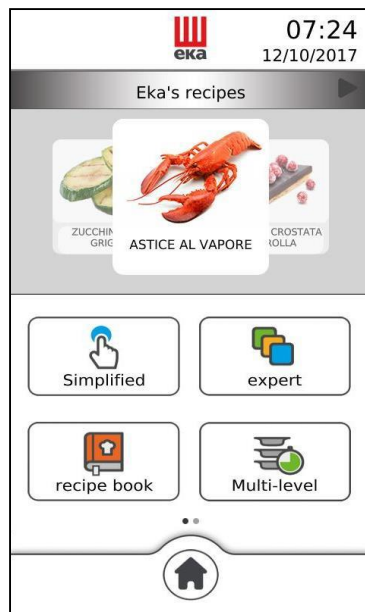 eka
07:24
12/10/2017
Eka's recipes
ZUCCHIN
GRIG
ASTICE AL VAPORE
CROSTATA
ROLLA
Simplified
expert
recipe book
Multi-level